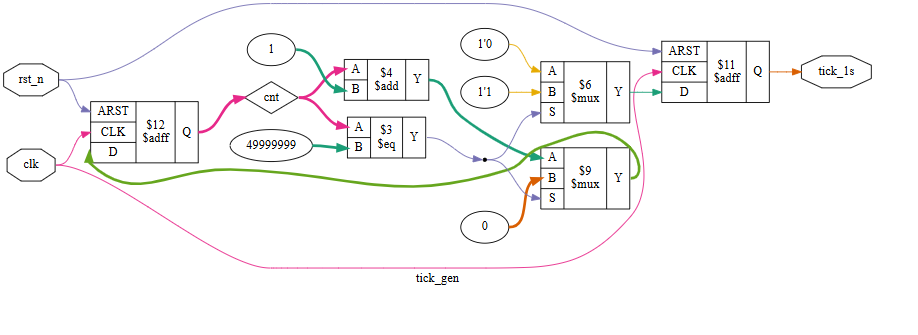 rst_n
clk
ARST
CLK
D
$12
$adff
Q
cnt
1
49999999
A
B
$4
$add
Y
A
B
$3
$eq
Y
1'0
1'1
0
A
B
S
$6
$mux
Y
A
B
S
$9
$mux
Y
ARST
CLK
D
$11
$adff
Q
tick_1s
tick_gen